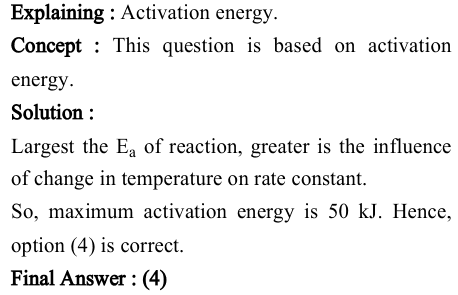 Explaining : Activation energy.
Concept : This question is based on activation
energy.
Solution :
Largest the Eₐ of reaction, greater is the influence
of change in temperature on rate constant.
So, maximum activation energy is 50 kJ. Hence,
option (4) is correct.
Final Answer : (4)